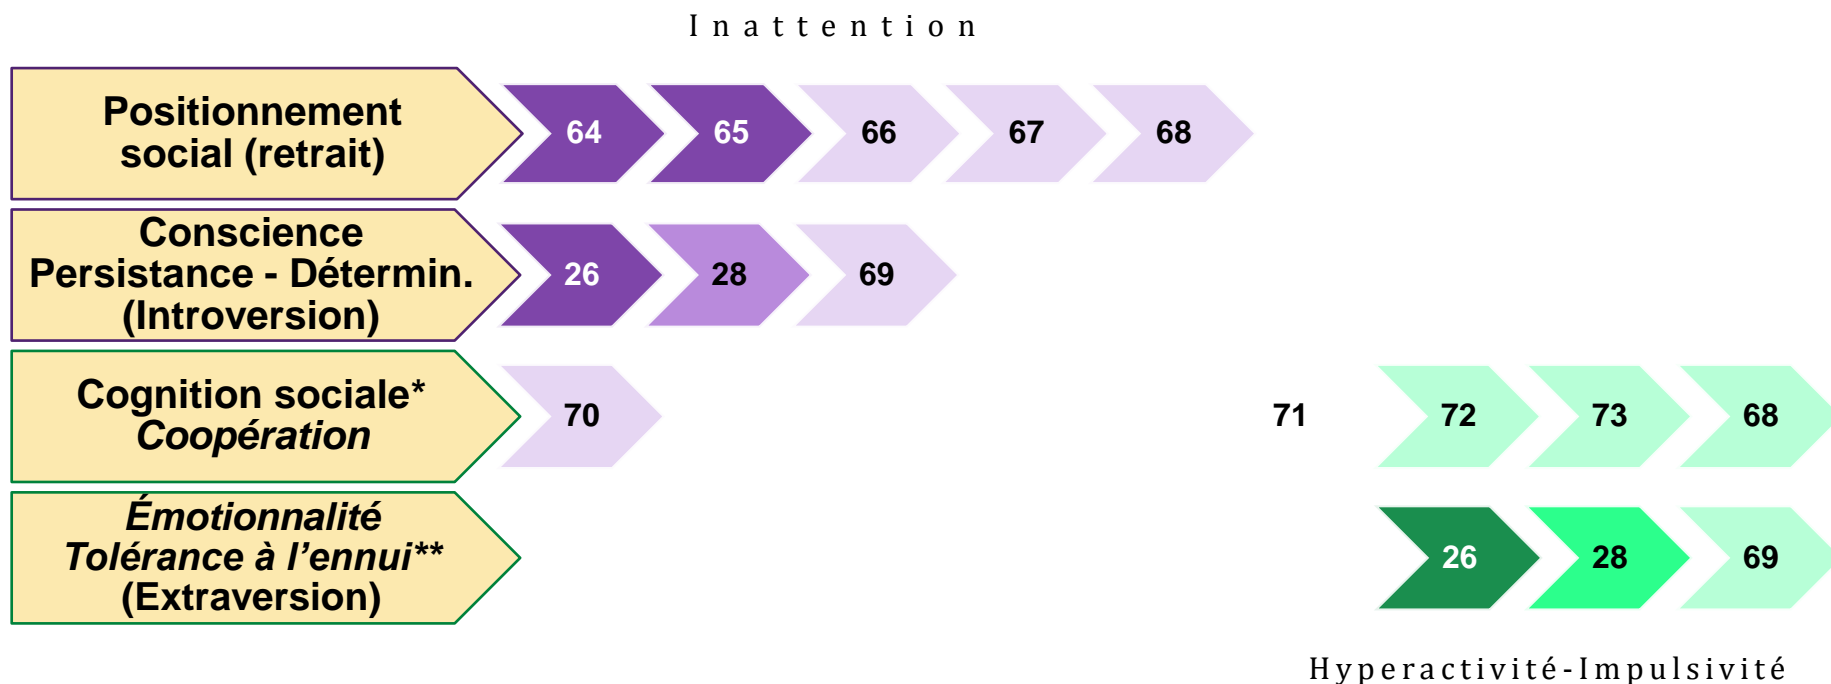 Inattention
Positionnement
social (retrait)
64 65 66 67 68
Conscience
Persistance - Détermin.
(Introversion)
26 28 69
Cognition sociale*
Coopération
70 71 72 73 68
Émotionnalité
Tolérance à l’ennui**
(Extraversion)
26 28 69
Hyperactivité-Impulsivité